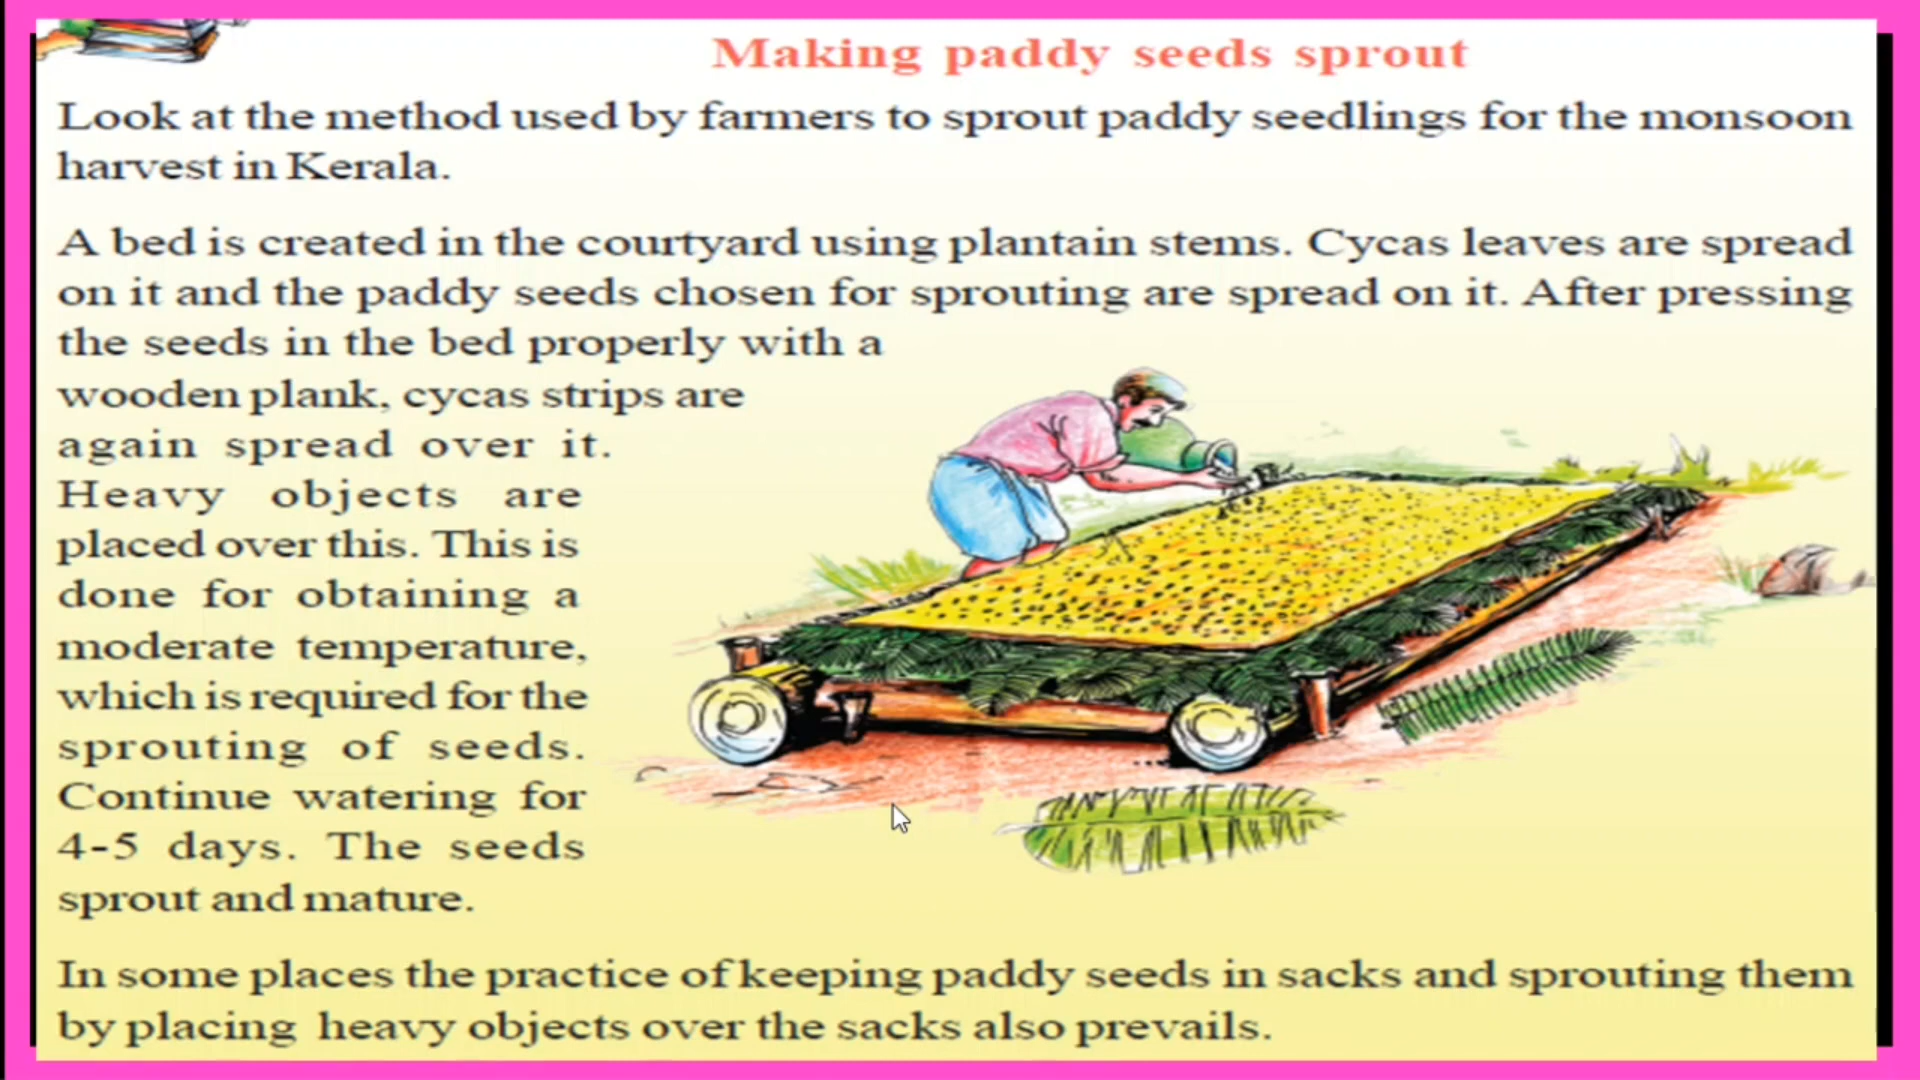 Making paddy seeds sprout
Look at the method used by farmers to sprout paddy seedlings for the monsoon
harvest in Kerala.
A bed is created in the courtyard using plantain stems. Cycas leaves are spread
on it and the paddy seeds chosen for sprouting are spread on it. After pressing
the seeds in the bed properly with a
wooden plank, cycas strips are
again spread over it.
Heavy objects are
placed over this. This is
done for obtaining a
moderate temperature,
which is required for the
sprouting of seeds.
Continue watering for
4-5 days. The seeds
sprout and mature.
In some places the practice of keeping paddy seeds in sacks and sprouting them
by placing heavy objects over the sacks also prevails.